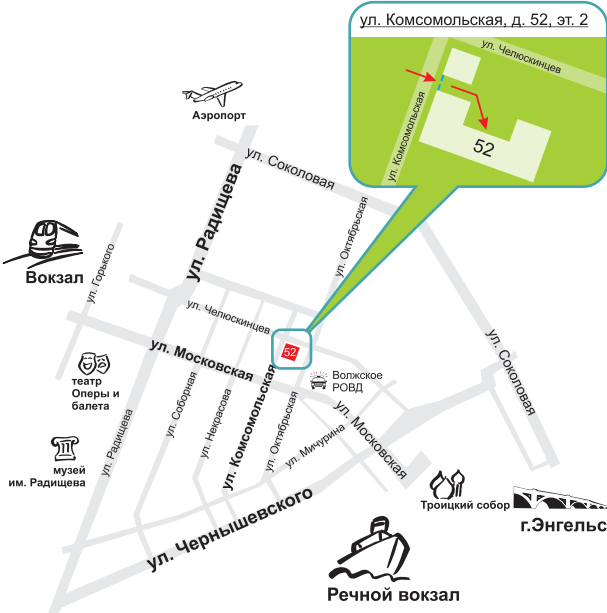 ул. Комсомольская, д. 52, эт. 2
ул. Челюскинцев
ул. Комсомольская
52
Аэропорт
ул. Соколовая
ул. Радищева
ул. Октябрьская
Вокзал
ул. Горького
ул. Челюскинцев
52
ул. Московская
ул. Соколовая
Волжское
РОВД
театр
Оперы и
балета
ул. Соборная
ул. Некрасова
ул. Комсомольская
ул. Октябрьская
ул. Мичурина
ул. Московская
ул. Радищева
музей
им. Радищева
ул. Чернышевского
Троицкий собор
г.Энгельс
Речной вокзал